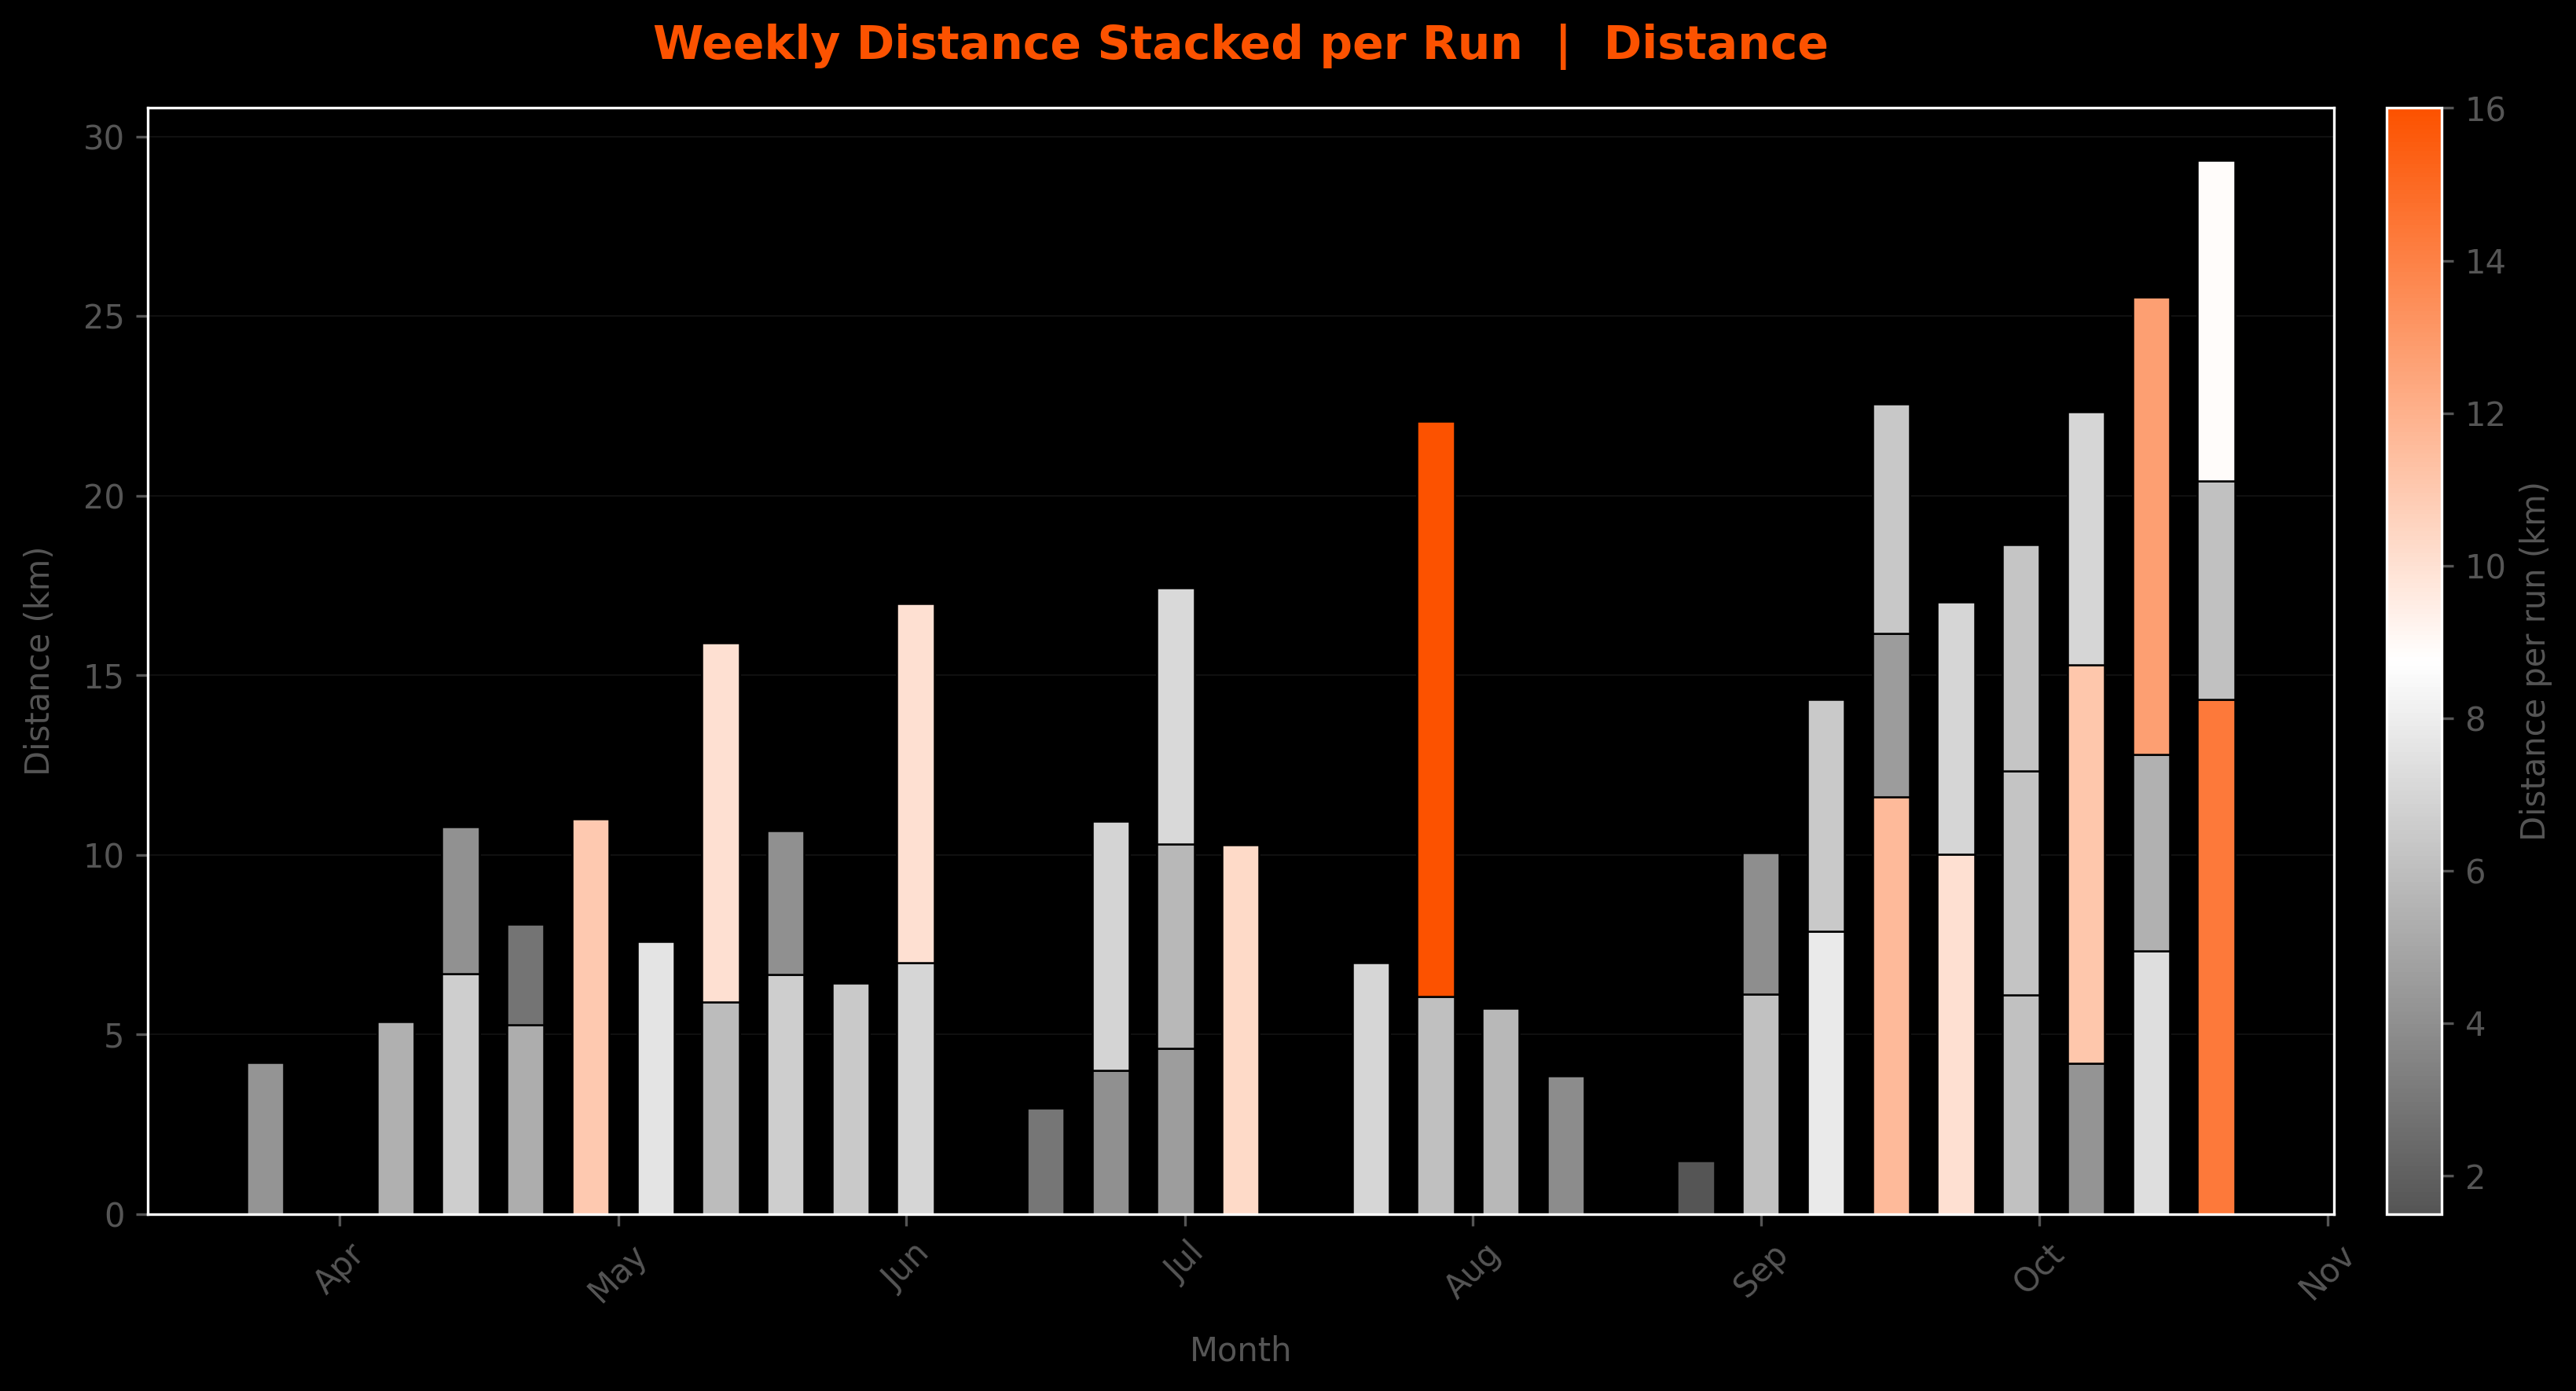 Weekly Distance Stacked per Run | Distance
30
25
20
15
10
5
0
Distance (km)
Apr
May
Jun
Jul
Aug
Sep
Oct
Nov
Month
16
14
12
10
8
6
4
2
Distance per run (km)